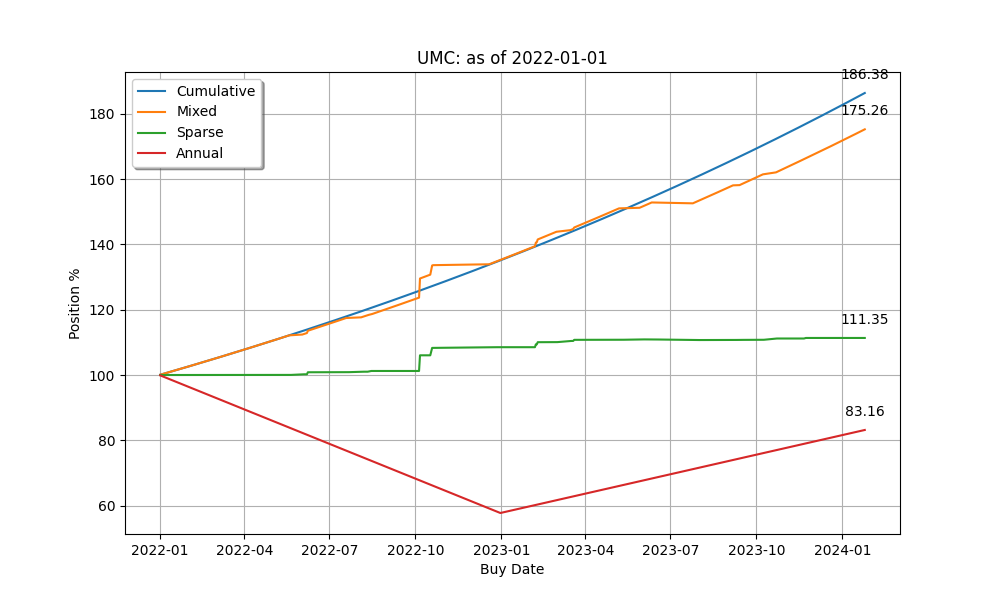 UMC: as of 2022-01-01
Cumulative
Mixed
Sparse
Annual
186.38
175.26
111.35
83.16
Position %
180
160
140
120
100
80
60
2022-01 2022-04 2022-07 2022-10 2023-01 2023-04 2023-07 2023-10 2024-01
Buy Date